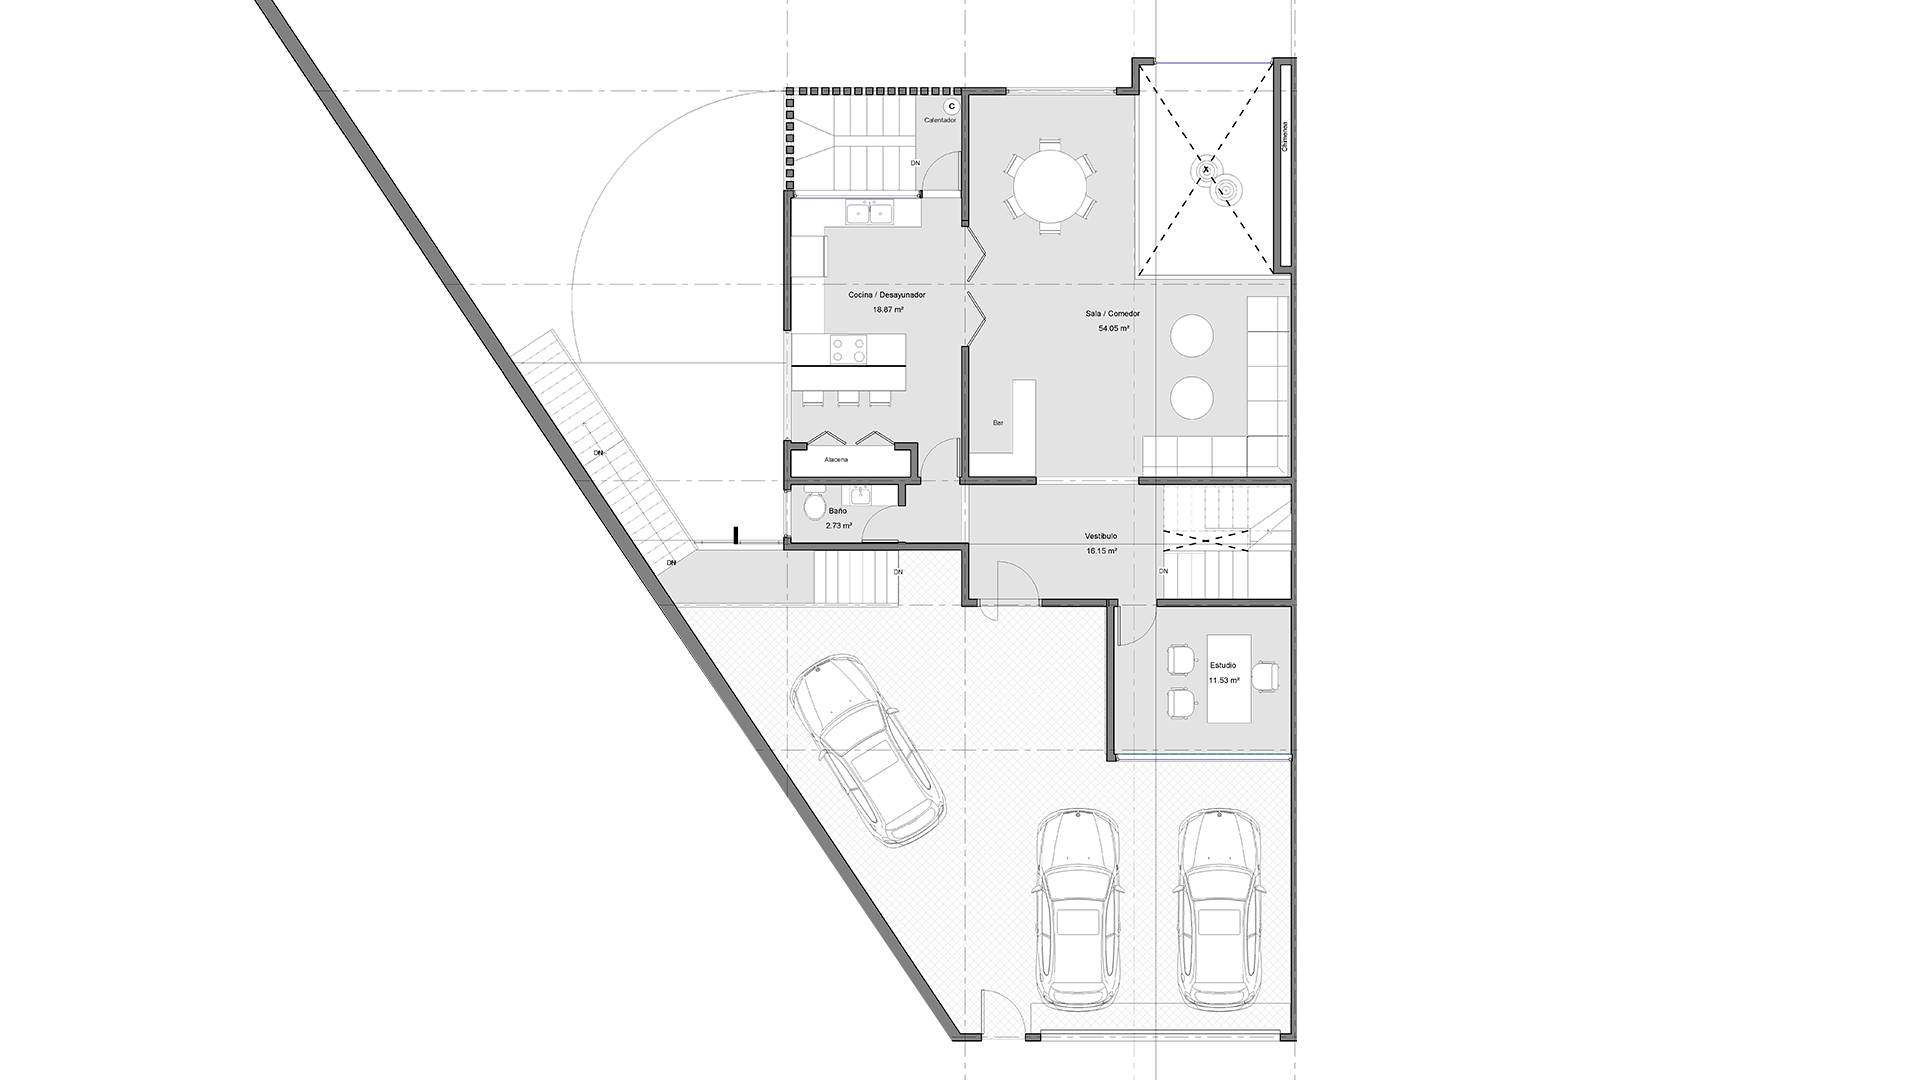 C
Calentador
Chimenea
DN
X
Cocina / Desayunador
18.87 m²
Sala / Comedor
54.05 m²
Bar
DN
Alacena
Baño
2.73 m²
Vestíbulo
16.15 m²
DN
DN
DN
Estudio
11.53 m²